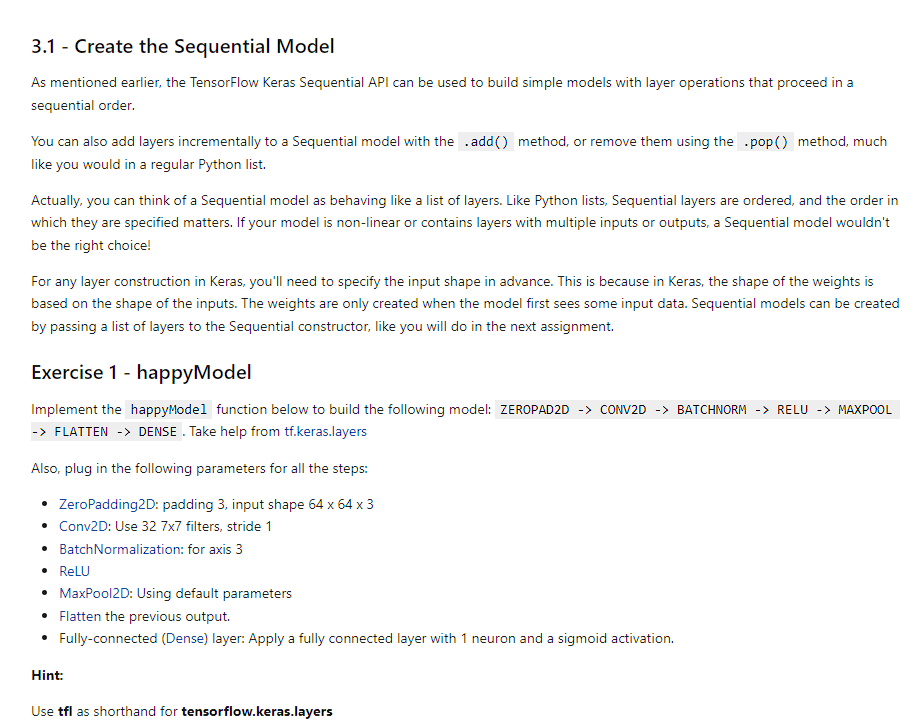 3.1 - Create the Sequential Model
As mentioned earlier, the TensorFlow Keras Sequential API can be used to build simple models with layer operations that proceed in a
sequential order.
You can also add layers incrementally to a Sequential model with the .add() method, or remove them using the .pop() method, much
like you would in a regular Python list.
Actually, you can think of a Sequential model as behaving like a list of layers. Like Python lists, Sequential layers are ordered, and the order in
which they are specified matters. If your model is non-linear or contains layers with multiple inputs or outputs, a Sequential model wouldn't
be the right choice!
For any layer construction in Keras, you'll need to specify the input shape in advance. This is because in Keras, the shape of the weights is
based on the shape of the inputs. The weights are only created when the model first sees some input data. Sequential models can be created
by passing a list of layers to the Sequential constructor, like you will do in the next assignment.
Exercise 1 - happyModel
Implement the happyModel function below to build the following model: ZEROPAD2D -> CONV2D -> BATCHNORM -> RELU -> MAXPOOL
-> FLATTEN -> DENSE . Take help from tf.keras.layers
Also, plug in the following parameters for all the steps:
• ZeroPadding2D: padding 3, input shape 64 x 64 x 3
• Conv2D: Use 32 7x7 filters, stride 1
• BatchNormalization: for axis 3
• ReLU
• MaxPool2D: Using default parameters
• Flatten the previous output.
• Fully-connected (Dense) layer: Apply a fully connected layer with 1 neuron and a sigmoid activation.
Hint:
Use tfl as shorthand for tensorflow.keras.layers